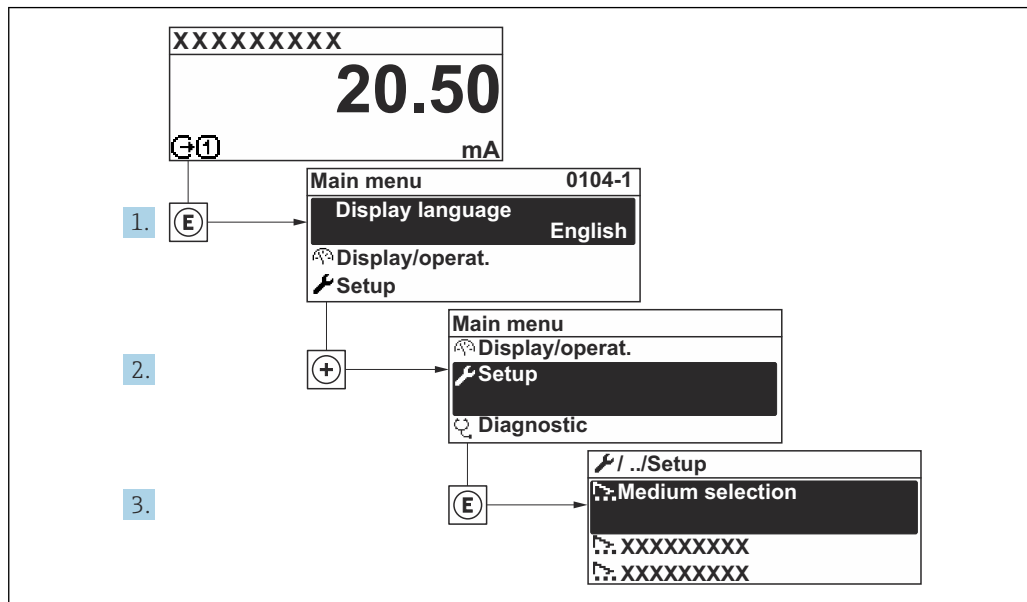 XXXXXXXXX
20.50
1 mA
Main menu 0104-1
1. E Display language
English
Display/operat.
Setup
Main menu
Display/operat.
2. + Setup
Diagnostic
/ ../Setup
3. E Medium selection
XXXXXXXXX
XXXXXXXXX